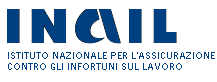 INAIL
ISTITUTO NAZIONALE PER L'ASSICURAZIONE
CONTRO GLI INFORTUNI SUL LAVORO